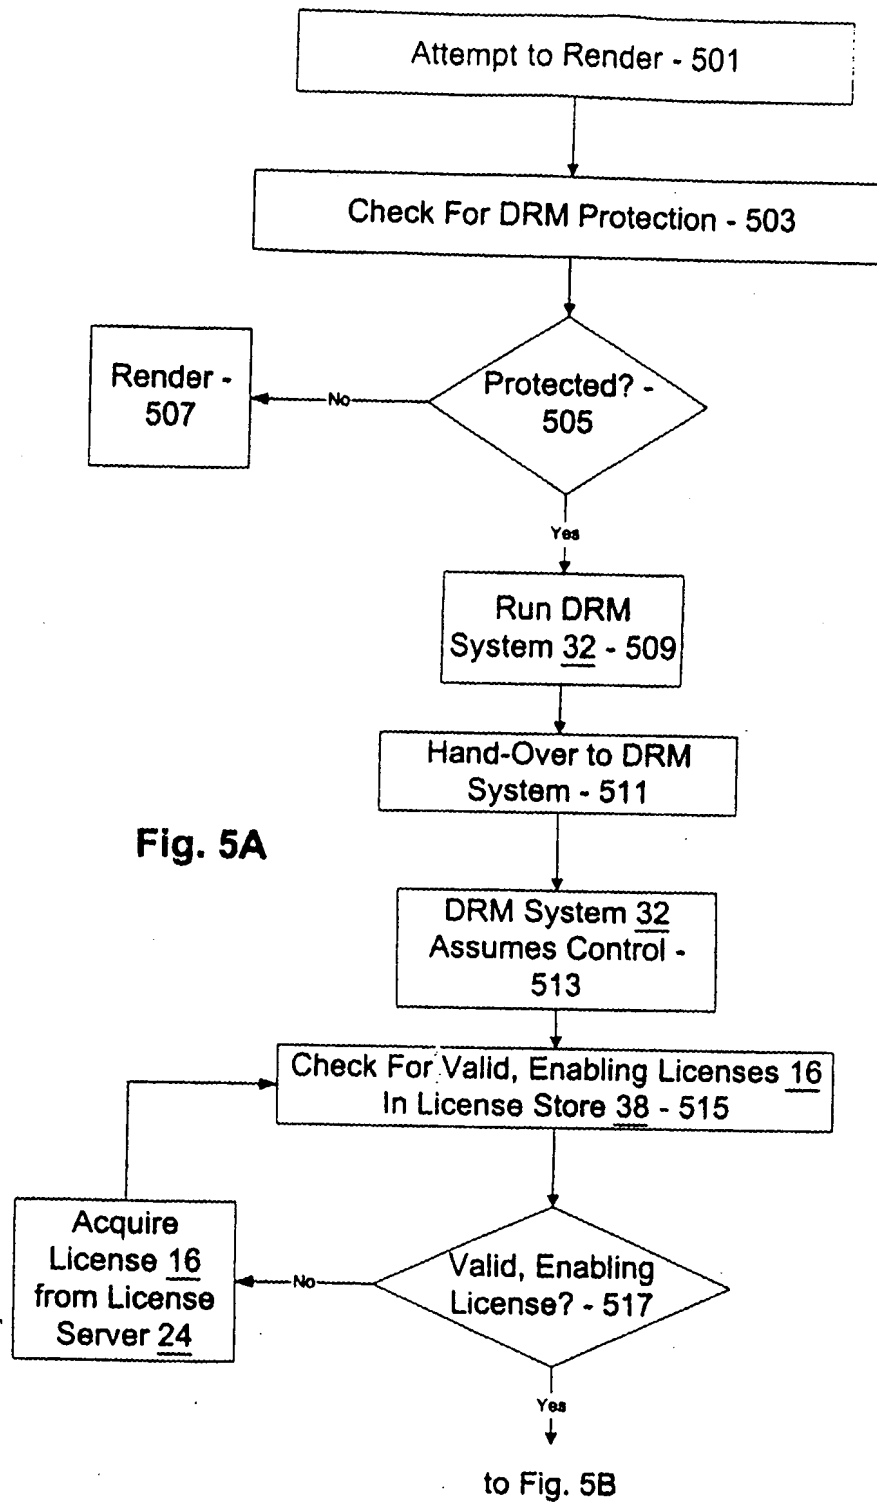 Attempt to Render - 501
Check For DRM Protection - 503
Render -
507
No
Protected? -
505
Yes
Run DRM
System 32 - 509
Hand-Over to DRM
System - 511
Fig. 5A
DRM System 32
Assumes Control -
513
Check For Valid, Enabling Licenses 16
In License Store 38 - 515
Acquire
License 16
from License
Server 24
No
Valid, Enabling
License? - 517
Yes
to Fig. 5B